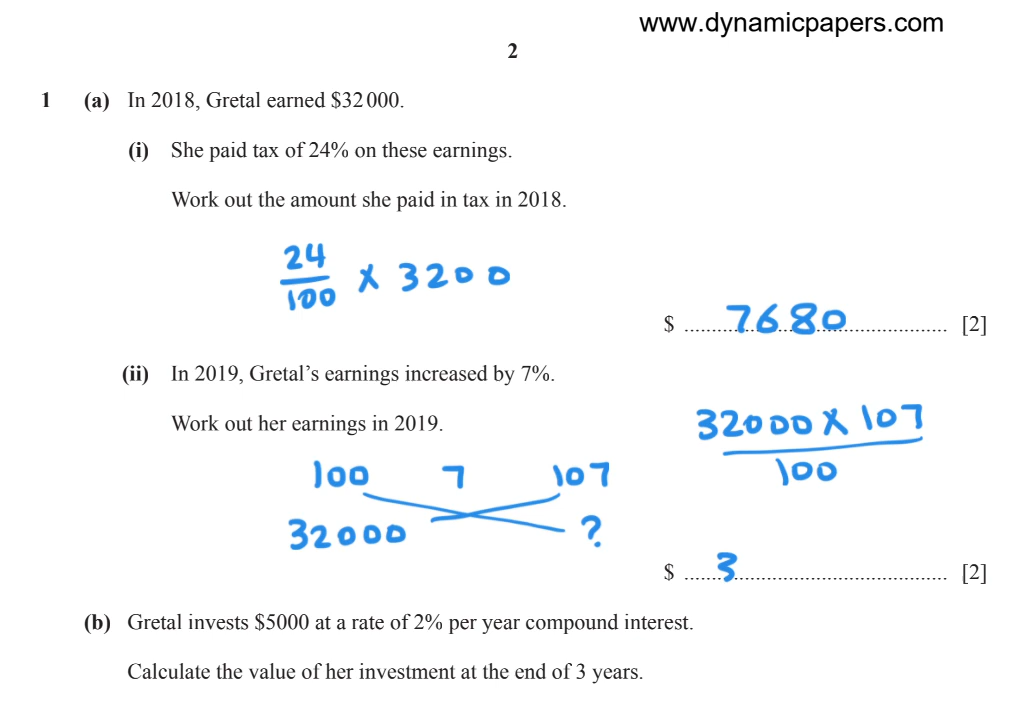 www.dynamicpapers.com
2
1 (a) In 2018, Gretal earned $32 000.
(i) She paid tax of 24% on these earnings.
Work out the amount she paid in tax in 2018.
24
100 x 3200
$ 7680 [2]
(ii) In 2019, Gretal's earnings increased by 7%.
Work out her earnings in 2019.
32000 x 107
100
100 7 107
32000 ?
$ 3 [2]
(b) Gretal invests $5000 at a rate of 2% per year compound interest.
Calculate the value of her investment at the end of 3 years.